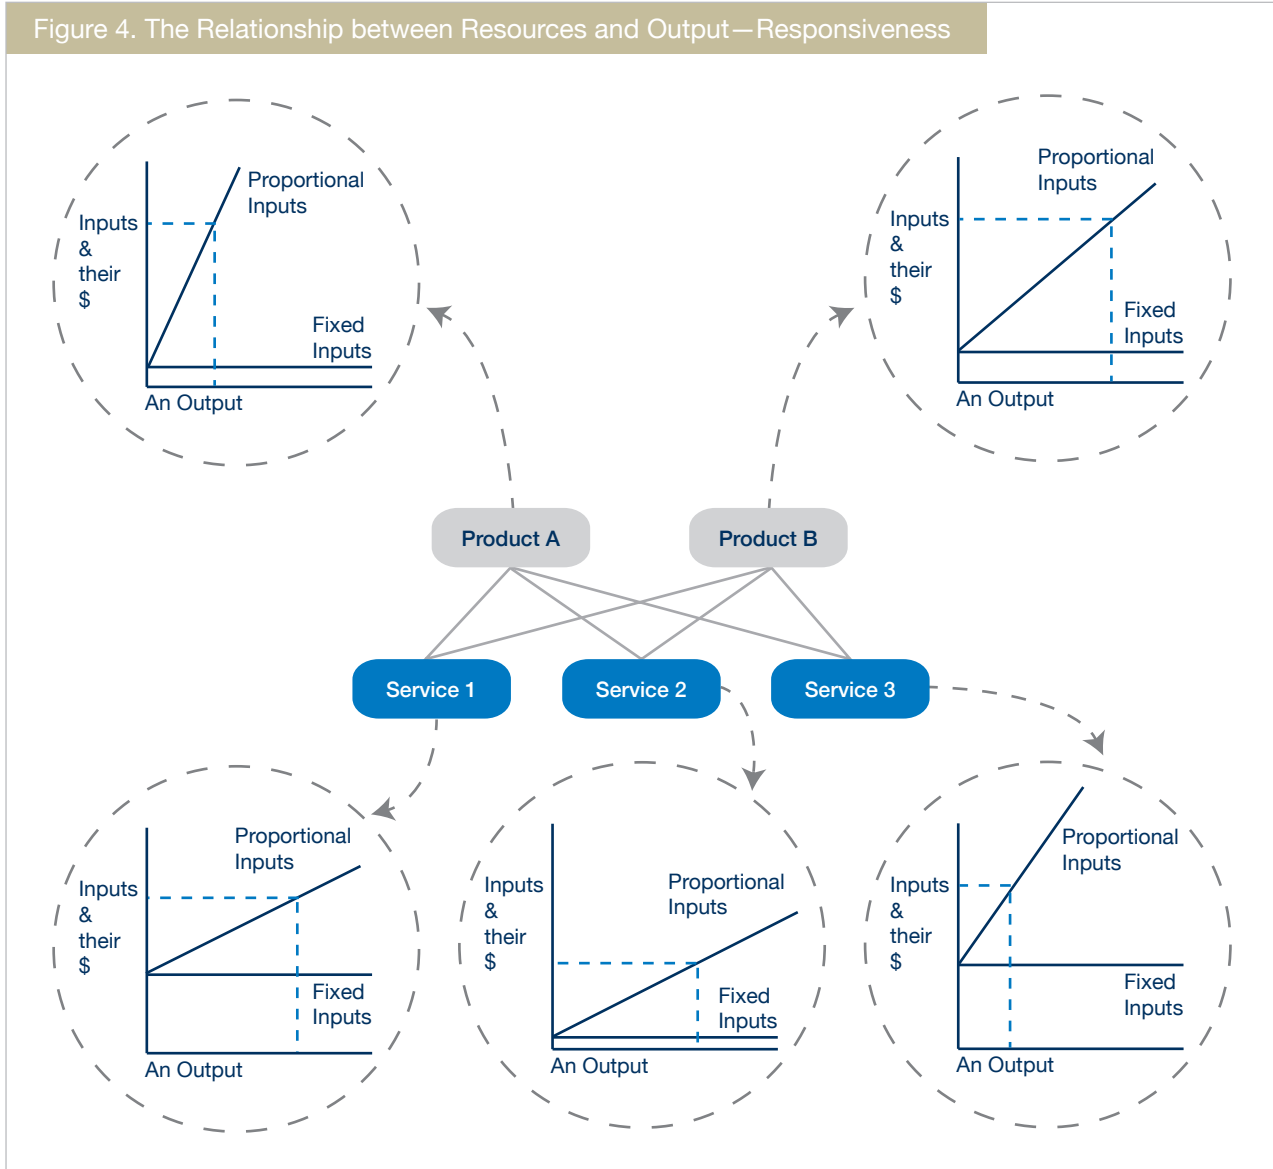 Figure 4. The Relationship between Resources and Output—Responsiveness
Proportional
Inputs
Inputs
&
their
$
Fixed
Inputs
An Output
Proportional
Inputs
Inputs
&
their
$
Fixed
Inputs
An Output
Product A
Product B
Service 1
Service 2
Service 3
Proportional
Inputs
Inputs
&
their
$
Fixed
Inputs
An Output
Proportional
Inputs
Inputs
&
their
$
Fixed
Inputs
An Output
Proportional
Inputs
Inputs
&
their
$
Fixed
Inputs
An Output